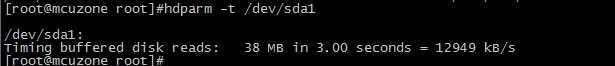 [root@mcuzone root]#hdparm -t /dev/sda1
/dev/sda1:
Timing buffered disk reads:   38 MB in 3.00 seconds = 12949 kB/s
[root@mcuzone root]#